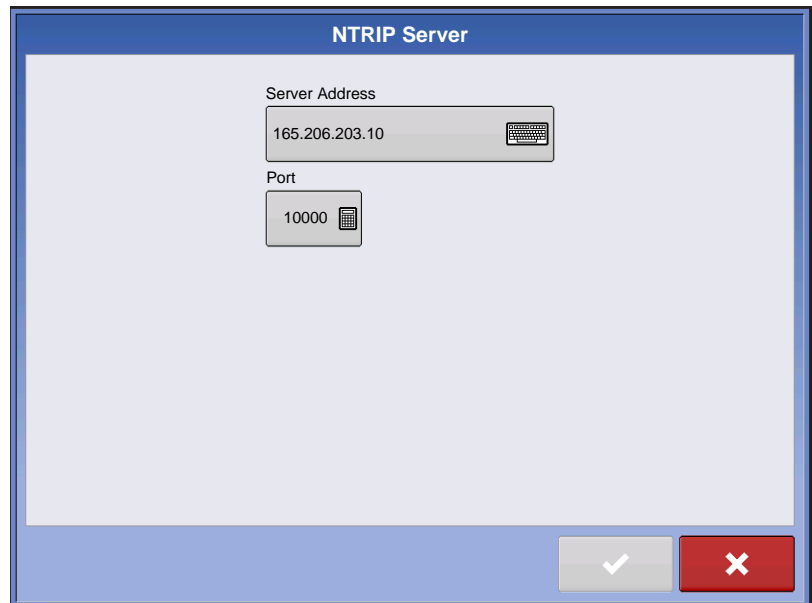 NTRIP Server
Server Address
165.206.203.10
Port
10000